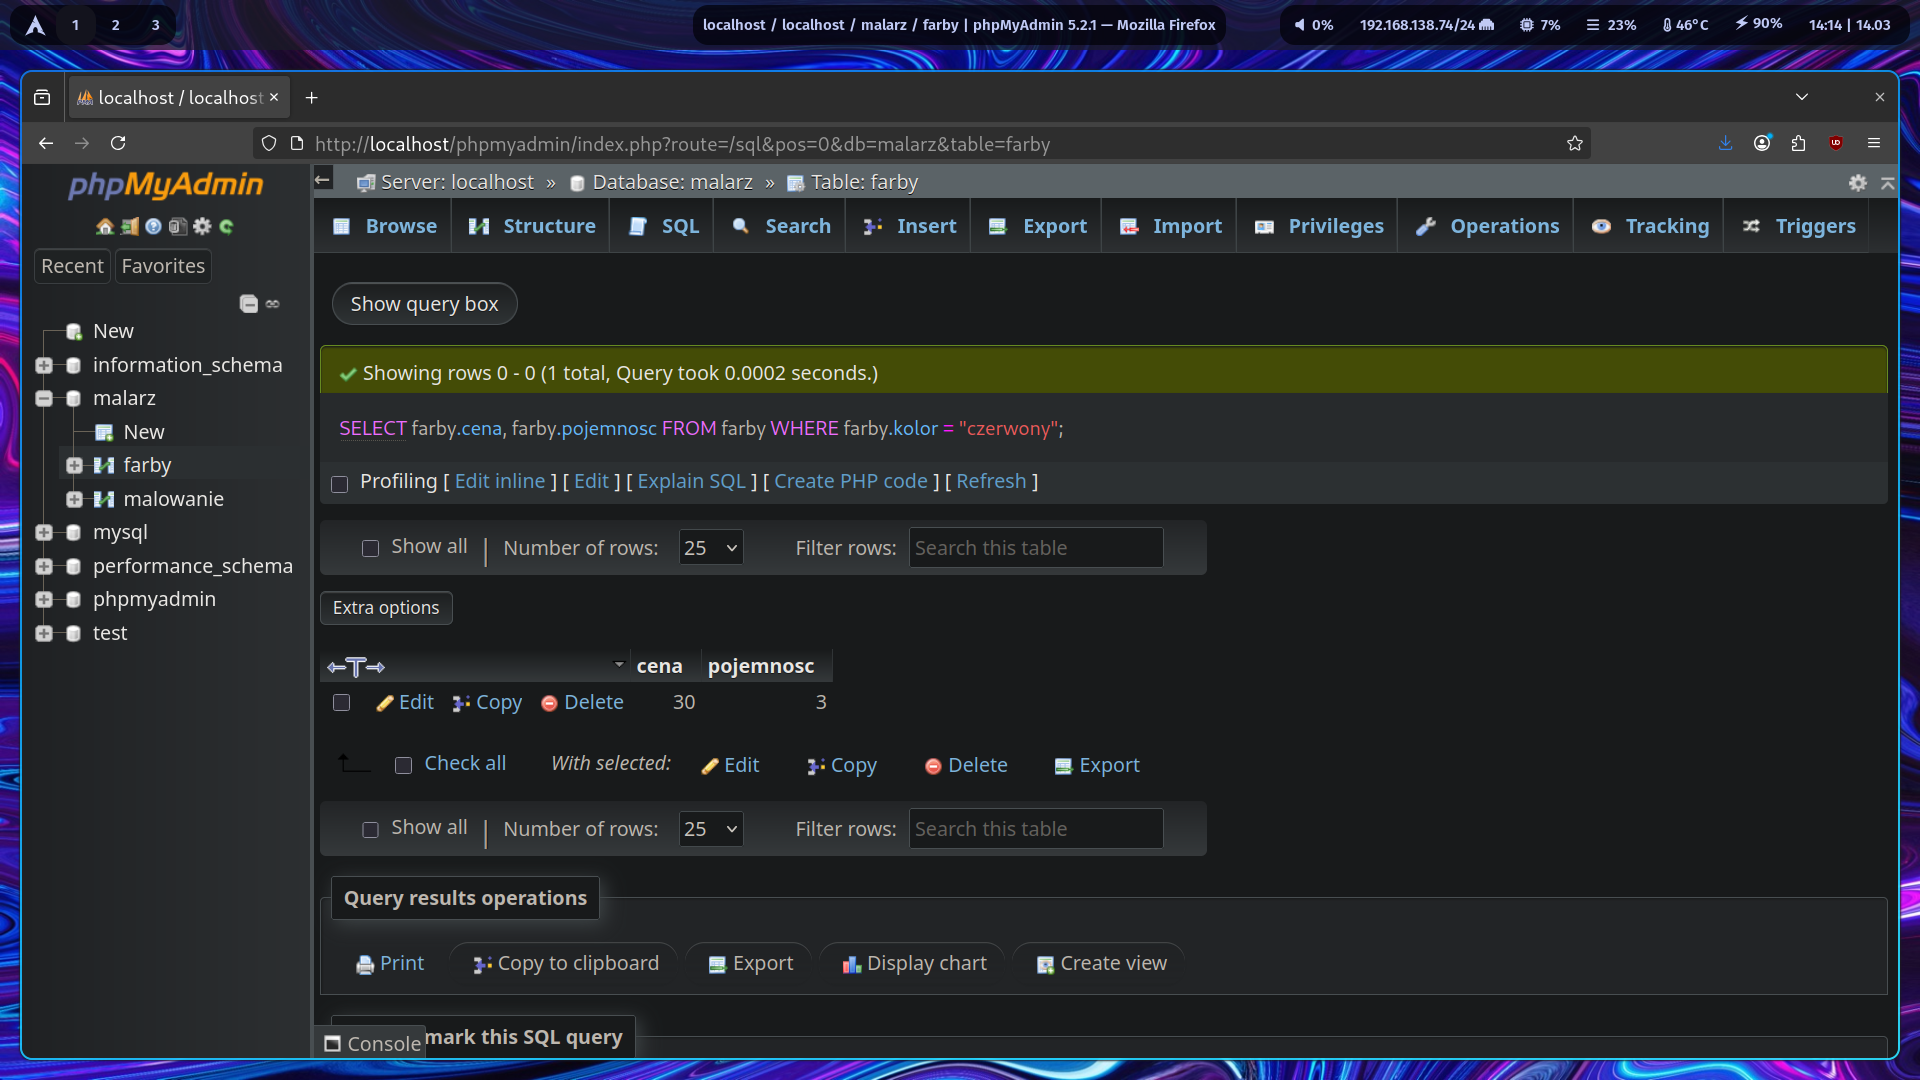 1 2 3 localhost / localhost / malarz / farby | phpMyAdmin 5.2.1 — Mozilla Firefox 0% 192.168.138.74/24 7% 23% 46°C 90% 14:14 | 14.03
localhost / localhost
http://localhost/phpmyadmin/index.php?route=/sql&pos=0&db=malarz&table=farby
phpMyAdmin
Recent Favorites
New
information_schema
malarz
New
farby
malowanie
mysql
performance_schema
phpmyadmin
test
Server: localhost » Database: malarz » Table: farby
Browse Structure SQL Search Insert Export Import Privileges Operations Tracking Triggers
Show query box
Showing rows 0 - 0 (1 total, Query took 0.0002 seconds.)
SELECT farby.cena, farby.pojemnosc FROM farby WHERE farby.kolor = "czerwony";
Profiling [ Edit inline ] [ Edit ] [ Explain SQL ] [ Create PHP code ] [ Refresh ]
Show all | Number of rows: 25 Filter rows: Search this table
Extra options
←T→ cena pojemnosc
Edit Copy Delete 30 3
Check all With selected: Edit Copy Delete Export
Show all | Number of rows: 25 Filter rows: Search this table
Query results operations
Print Copy to clipboard Export Display chart Create view
mark this SQL query
Console